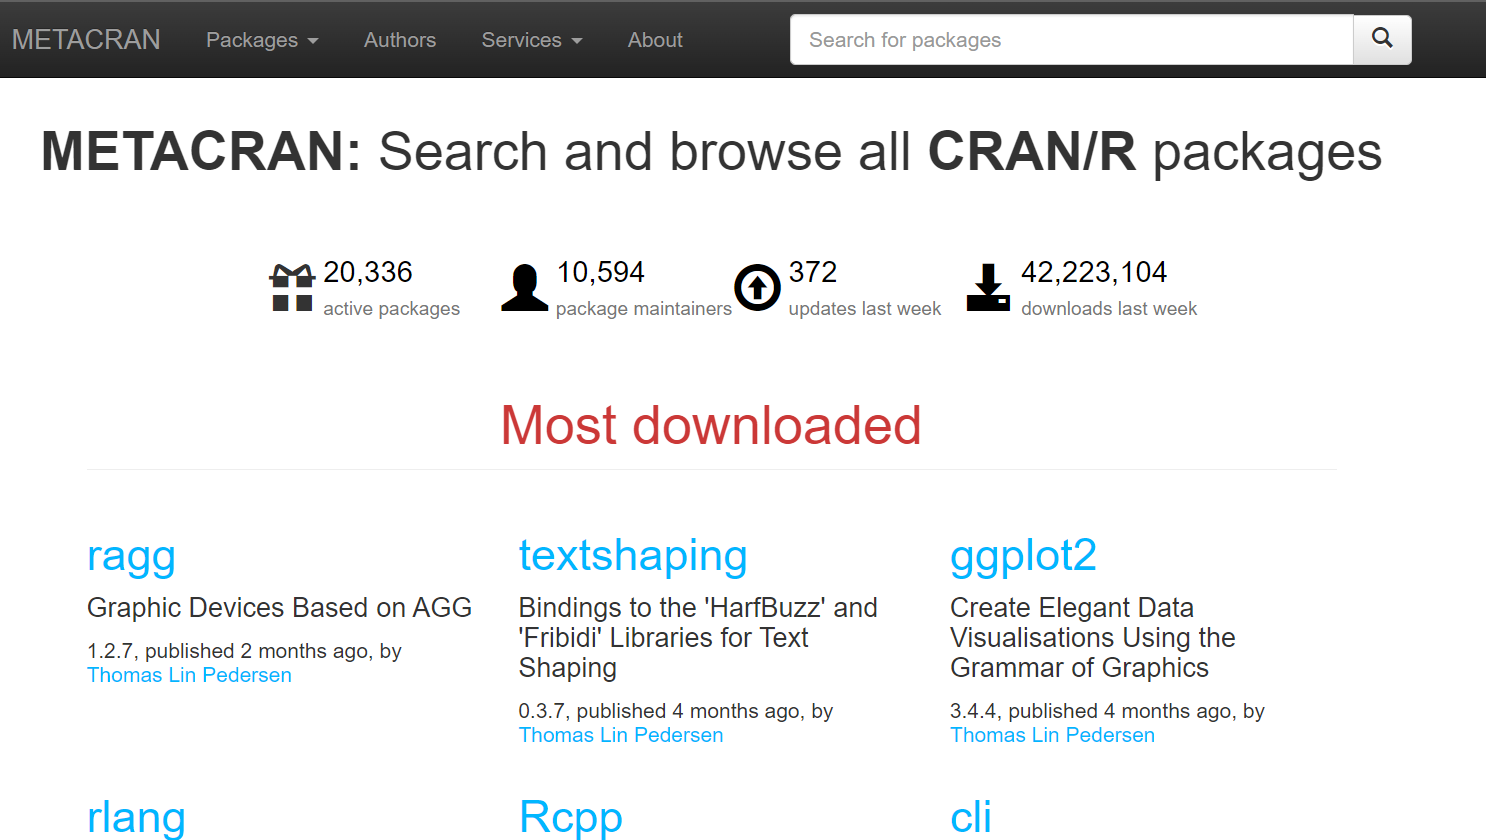 METACRAN Packages Authors Services About Search for packages
METACRAN: Search and browse all CRAN/R packages
20,336
active packages
10,594
package maintainers
372
updates last week
42,223,104
downloads last week
Most downloaded
ragg
Graphic Devices Based on AGG
1.2.7, published 2 months ago, by
Thomas Lin Pedersen
textshaping
Bindings to the 'HarfBuzz' and
'Fribidi' Libraries for Text
Shaping
0.3.7, published 4 months ago, by
Thomas Lin Pedersen
ggplot2
Create Elegant Data
Visualisations Using the
Grammar of Graphics
3.4.4, published 4 months ago, by
Thomas Lin Pedersen
rlang
Rcpp
cli